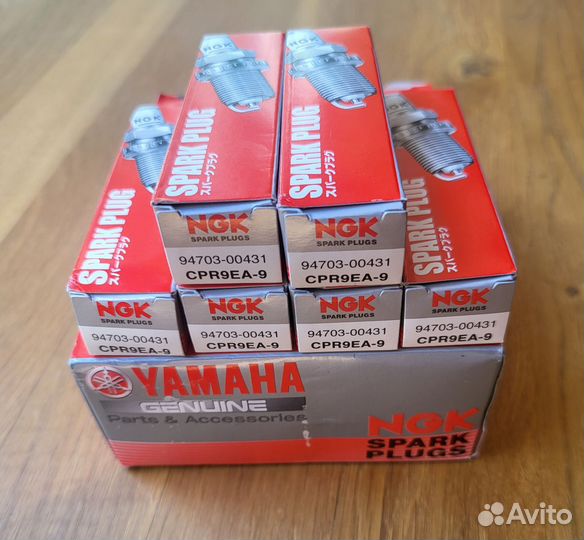 NGK
SPARK PLUG
スパークプラグ
NGK
SPARK PLUG
スパークプラグ
NGK
SPARK PLUG
スパークプラグ
NGK
SPARK PLUG
スパークプラグ
NGK
SPARK PLUGS
94703-00431
CPR9EA-9
NGK
SPARK PLUGS
94703-00431
CPR9EA-9
NGK
SPARK PLUGS
94703-00431
CPR9EA-9
NGK
SPARK PLUGS
94703-00431
CPR9EA-9
NGK
SPARK PLUGS
94703-00431
CPR9EA-9
NGK
SPARK PLUGS
94703-00431
CPR9EA-9
YAMAHA
GENUINE
Parts & Accessories
NGK
SPARK
PLUGS
Avito